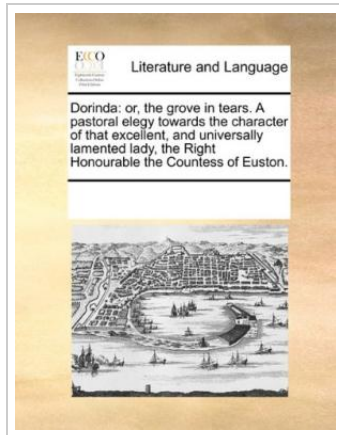 ECCO
Literature and Language
Dorinda: or, the grove in tears. A
pastoral elegy towards the character
of that excellent, and universally
lamented lady, the Right
Honourable the Countess of Euston.